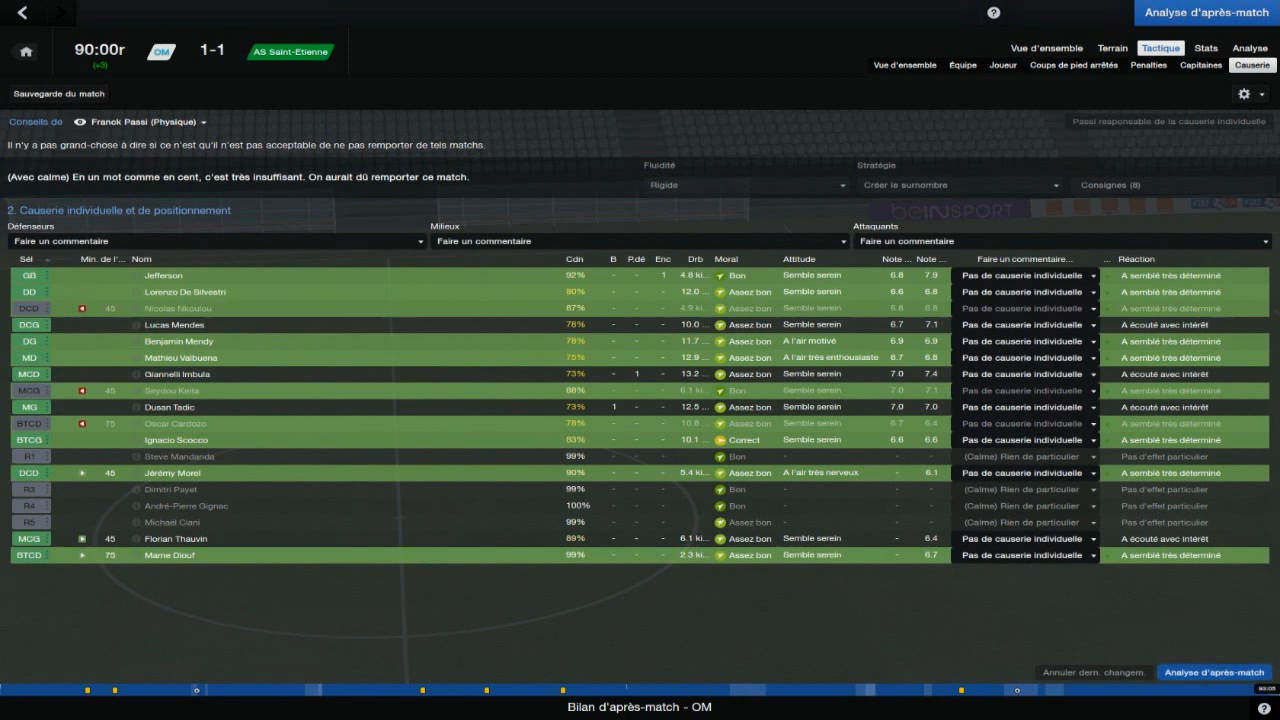 Analyse d'après-match
90:00r
(+3)
OM
1-1
AS Saint-Etienne
Vue d'ensemble Terrain Tactique Stats Analyse
Vue d'ensemble Équipe Joueur Coups de pied arrêtés Penalties Capitaines Causerie
Sauvegarde du match
Conseils de Franck Passi (Physique)
Passi responsable de la causerie individuelle
Il n'y a pas grand-chose à dire si ce n'est qu'il n'est pas acceptable de ne pas remporter de tels matchs.
Fluidité Stratégie
(Avec calme) En un mot comme en cent, c'est très insuffisant. On aurait dû remporter ce match.
Rigide Créer le surnombre Consignes (8)
2. Causerie individuelle et de positionnement
beIN SPORT
Défenseurs Milieux Attaquants
Faire un commentaire Faire un commentaire Faire un commentaire
Sél Min. de l'... Nom Cdn B P.dé Enc Drb Moral Attitude Note ... Note ... Faire un commentaire... ... Réaction
GB Jefferson 92% - - 1 4.8 ki... Bon Semble serein 6.8 7.9 Pas de causerie individuelle A semblé très déterminé
DD Lorenzo De Silvestri 80% - - - 12.0 ... Assez bon Semble serein 6.6 6.8 Pas de causerie individuelle A semblé très déterminé
DCD 45 Nicolas Nkoulou 87% - - - 4.9 ki... Assez bon Semble serein 6.8 6.8 Pas de causerie individuelle A semblé très déterminé
DCG Lucas Mendes 78% - - - 10.0 ... Assez bon Semble serein 6.7 7.1 Pas de causerie individuelle A écouté avec intérêt
DG Benjamin Mendy 78% - - - 11.7 ... Assez bon A l'air motivé 6.9 6.9 Pas de causerie individuelle A semblé très déterminé
MD Mathieu Valbuena 75% - - - 12.9 ... Assez bon A l'air très enthousiaste 6.7 6.8 Pas de causerie individuelle A semblé très déterminé
MCD Giannelli Imbula 73% - 1 - 13.2 ... Assez bon Semble serein 7.0 7.4 Pas de causerie individuelle A écouté avec intérêt
MCG 45 Seydou Keita 88% - - - 6.1 ki... Bon Semble serein 7.0 7.1 Pas de causerie individuelle A semblé très déterminé
MG Dusan Tadic 73% 1 - - 12.5 ... Assez bon Semble serein 7.0 7.0 Pas de causerie individuelle A écouté avec intérêt
BTCD 75 Oscar Cardozo 78% - - - 10.8 ... Assez bon Semble serein 6.7 6.4 Pas de causerie individuelle A semblé très déterminé
BTCG Ignacio Scocco 83% - - - 10.1 ... Correct Semble serein 6.6 6.6 Pas de causerie individuelle A semblé très déterminé
R1 Steve Mandanda 99% - - - - Bon - - - (Calme) Rien de particulier Pas d'effet particulier
DCD 45 Jérémy Morel 90% - - - 5.4 ki... Assez bon A l'air très nerveux - 6.1 Pas de causerie individuelle A semblé très déterminé
R3 Dimitri Payet 99% - - - - Bon - - - (Calme) Rien de particulier Pas d'effet particulier
R4 André-Pierre Gignac 100% - - - - Bon - - - (Calme) Rien de particulier Pas d'effet particulier
R5 Michaël Ciani 99% - - - - Assez bon - - - (Calme) Rien de particulier Pas d'effet particulier
MCG 45 Florian Thauvin 89% - - - 6.1 ki... Assez bon Semble serein - 6.4 Pas de causerie individuelle A écouté avec intérêt
BTCD 75 Mame Diouf 99% - - - 2.3 ki... Assez bon Semble serein - 6.7 Pas de causerie individuelle A semblé très déterminé
Annuler dern. changem. Analyse d'après-match
Bilan d'après-match - OM